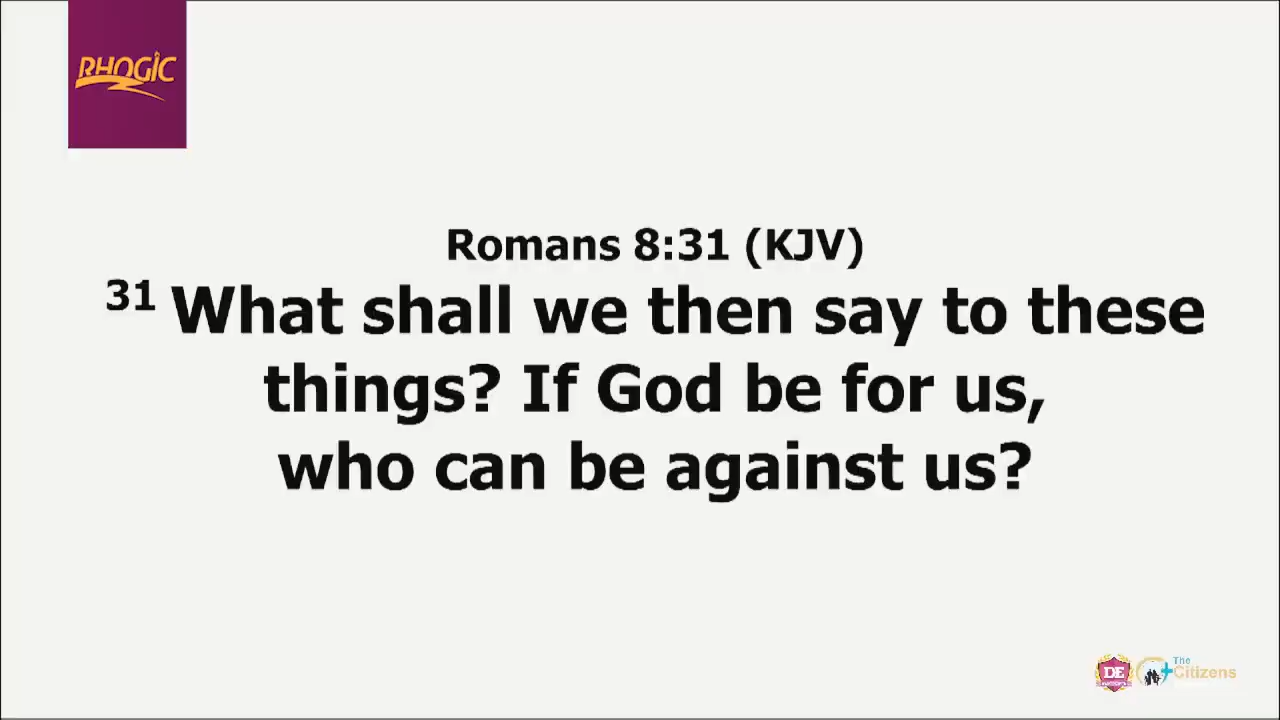 RHOGIC
Romans 8:31 (KJV)
31 What shall we then say to these
things? If God be for us,
who can be against us?
DE
The
Citizens